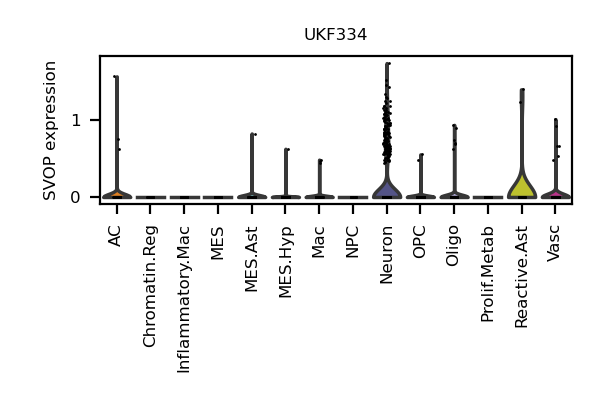 UKF334
SVOP expression
1
0
AC
Chromatin.Reg
Inflammatory.Mac
MES
MES.Ast
MES.Hyp
Mac
NPC
Neuron
OPC
Oligo
Prolif.Metab
Reactive.Ast
Vasc